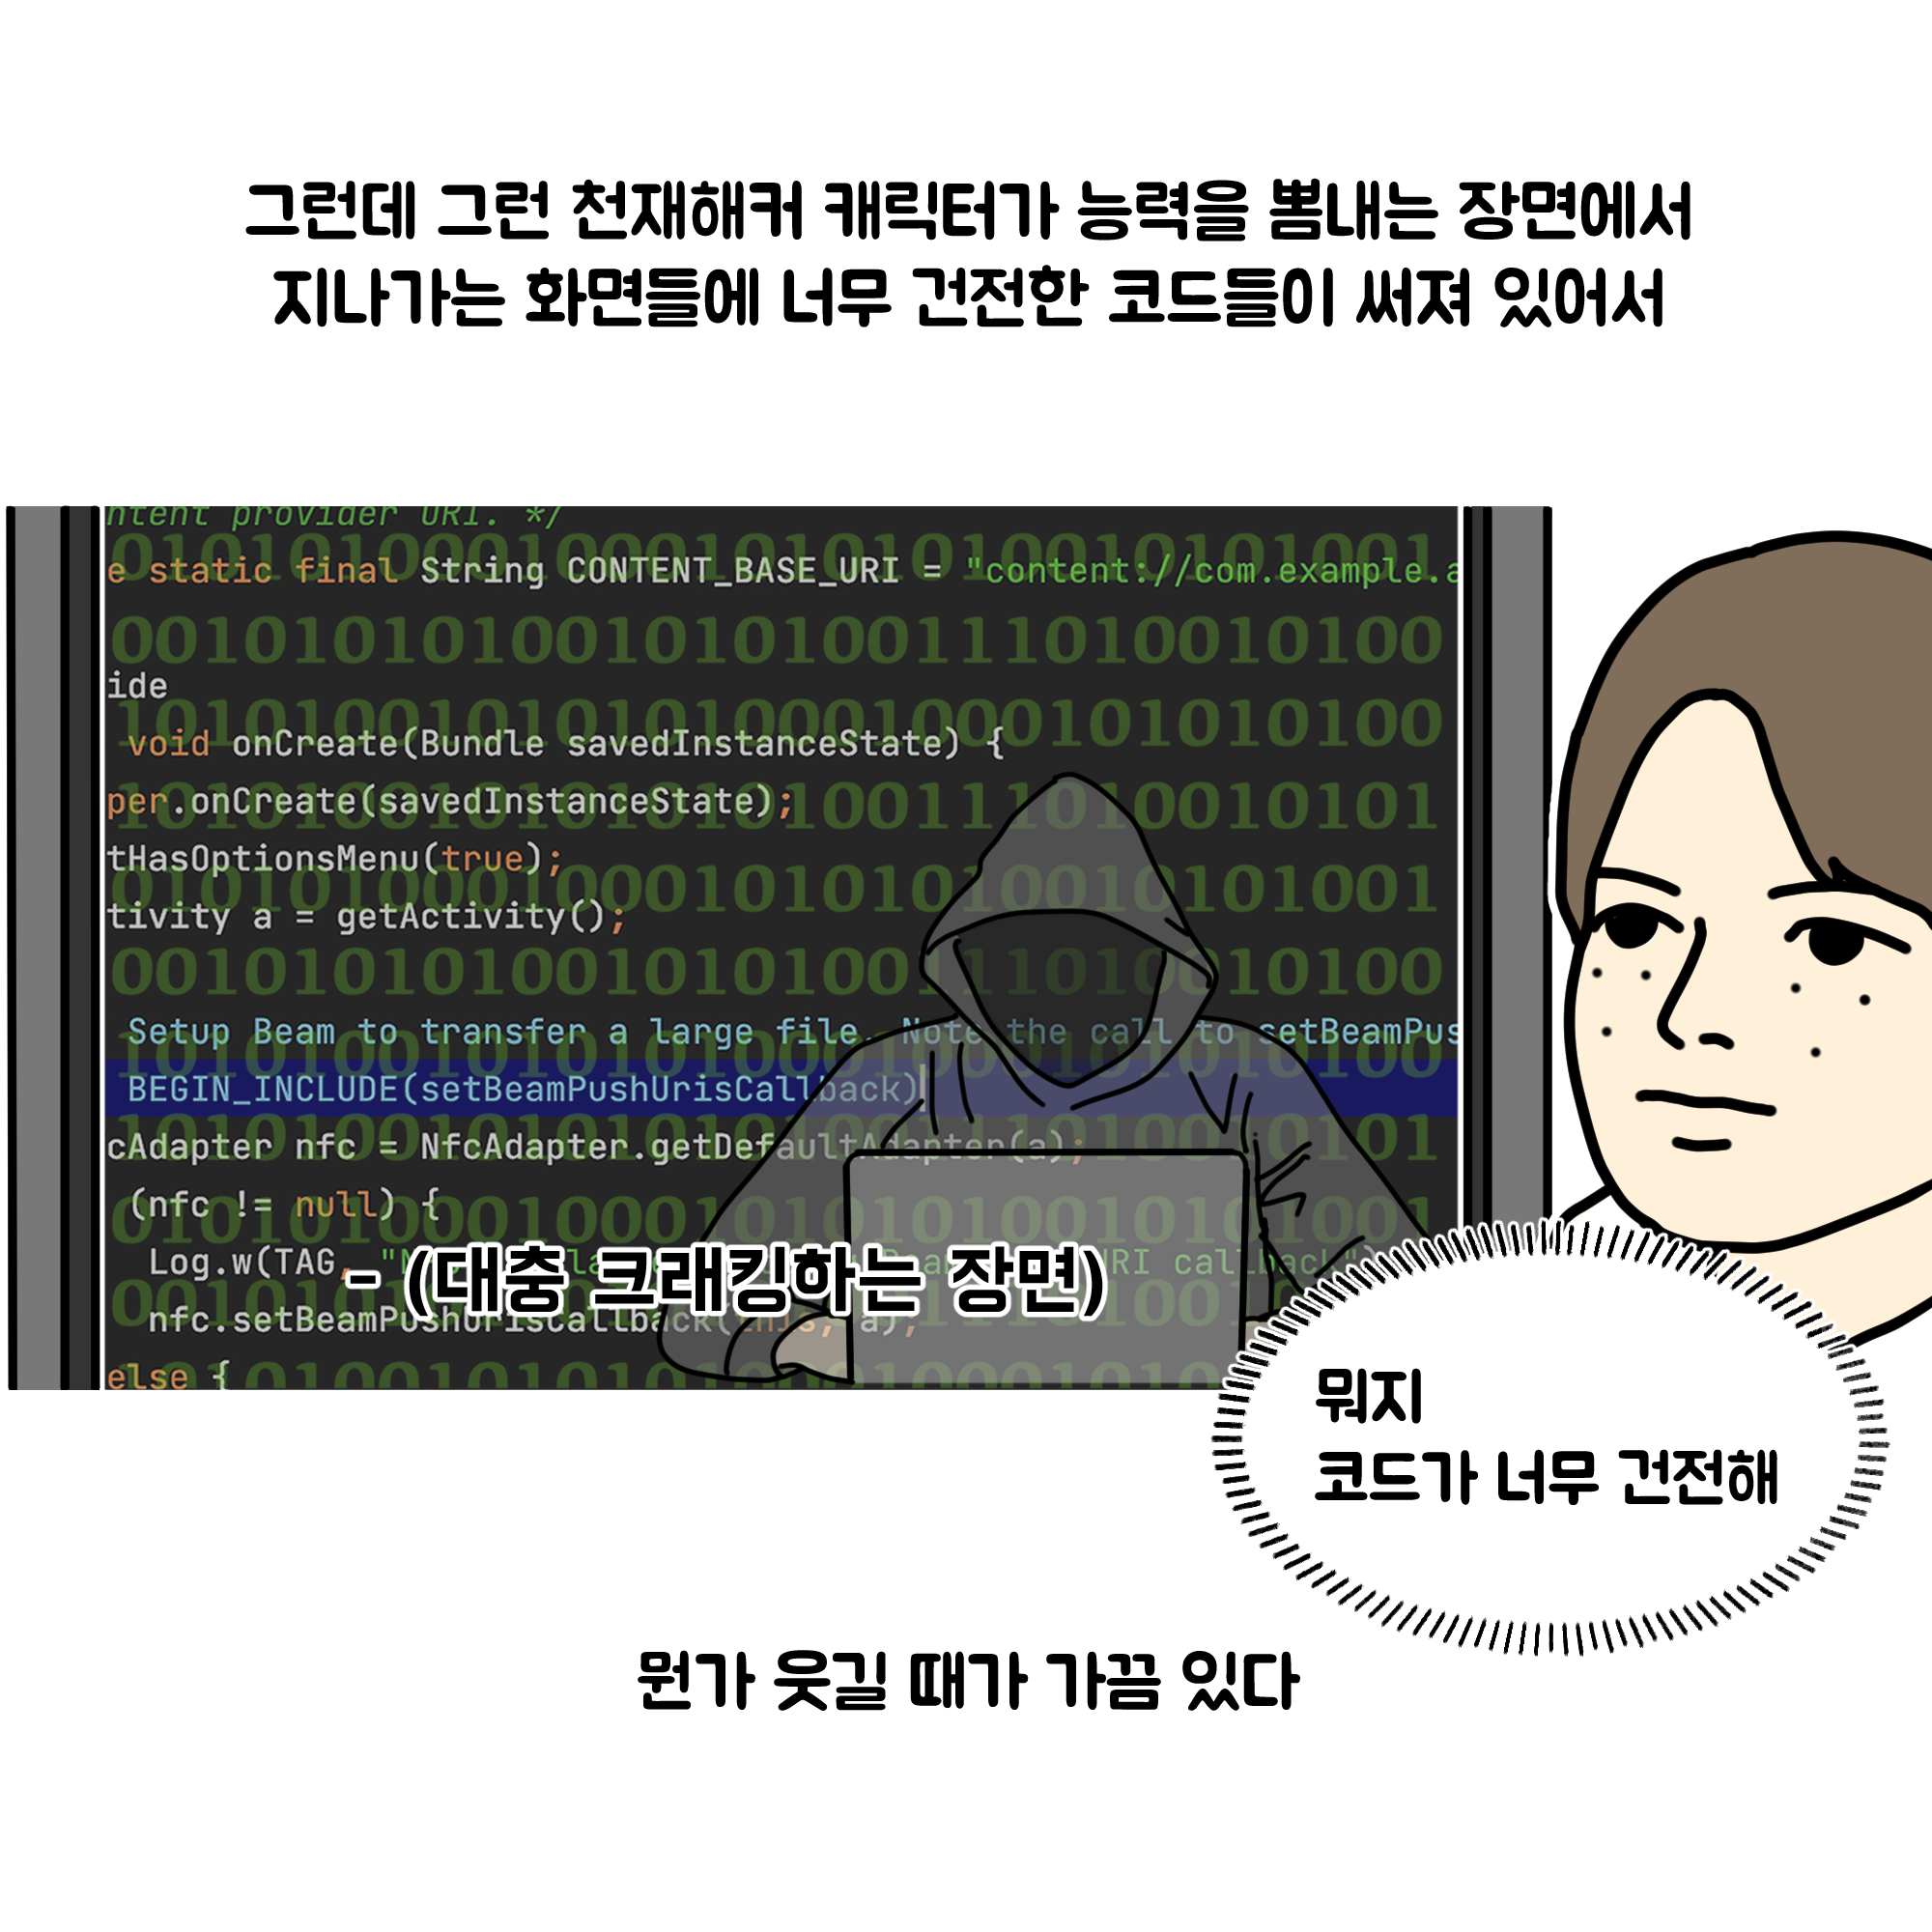 그런데 그런 천재해커 캐릭터가 능력을 뽐내는 장면에서
지나가는 화면들에 너무 건전한 코드들이 써져 있어서
ntent provider URI. */
e static final String CONTENT_BASE_URI = "content://com.example.a
ide
void onCreate(Bundle savedInstanceState) {
per.onCreate(savedInstanceState);
tHasOptionsMenu(true);
tivity a = getActivity();
Setup Beam to transfer a large file. Note the call to setBeamPus
BEGIN_INCLUDE(setBeamPushUrisCallback)
cAdapter nfc = NfcAdapter.getDefaultAdapter(a);
(nfc != null) {
Log.w(TAG, "N URI callback")
- (대충 크래킹하는 장면)
nfc.setBeamPushUrisCallback(this, a);
else {
뭐지
코드가 너무 건전해
뭔가 웃길 때가 가끔 있다